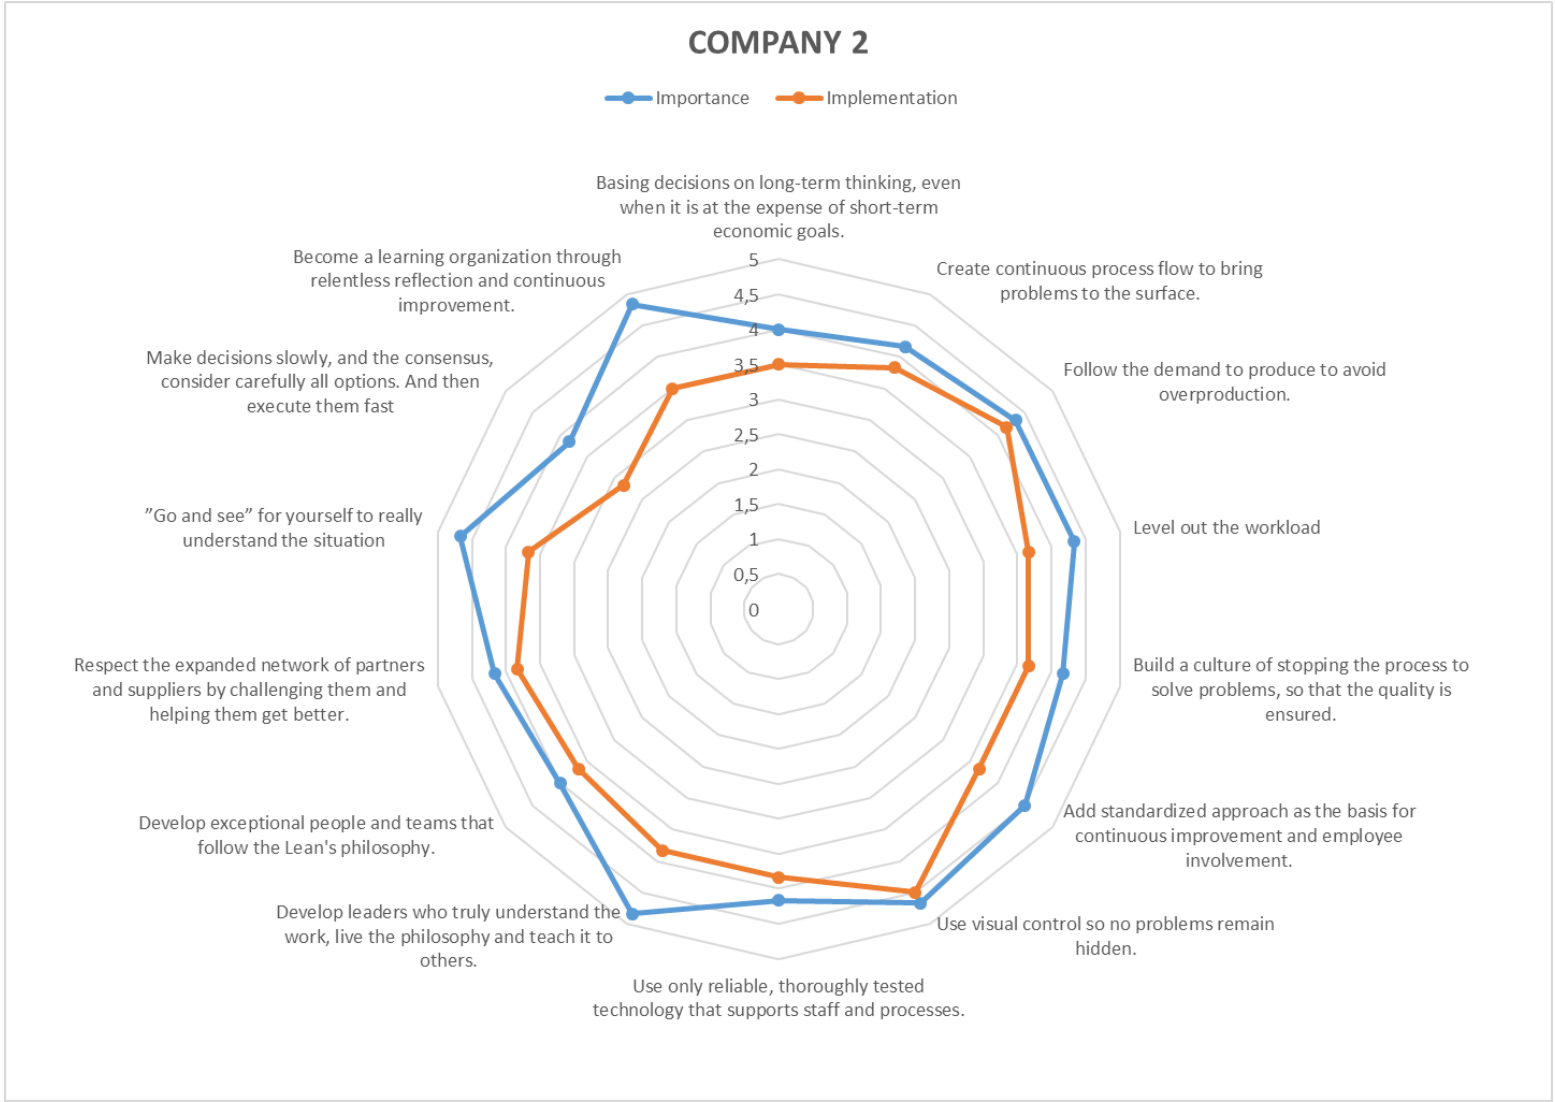 COMPANY 2
Importance
Implementation
Basing decisions on long-term thinking, even
when it is at the expense of short-term
economic goals.
Create continuous process flow to bring
problems to the surface.
Follow the demand to produce to avoid
overproduction.
Level out the workload
Build a culture of stopping the process to
solve problems, so that the quality is
ensured.
Add standardized approach as the basis for
continuous improvement and employee
involvement.
Use visual control so no problems remain
hidden.
Use only reliable, thoroughly tested
technology that supports staff and processes.
Develop leaders who truly understand the
work, live the philosophy and teach it to
others.
Develop exceptional people and teams that
follow the Lean's philosophy.
Respect the expanded network of partners
and suppliers by challenging them and
helping them get better.
”Go and see” for yourself to really
understand the situation
Make decisions slowly, and the consensus,
consider carefully all options. And then
execute them fast
Become a learning organization through
relentless reflection and continuous
improvement.
5
4,5
4
3,5
3
2,5
2
1,5
1
0,5
0